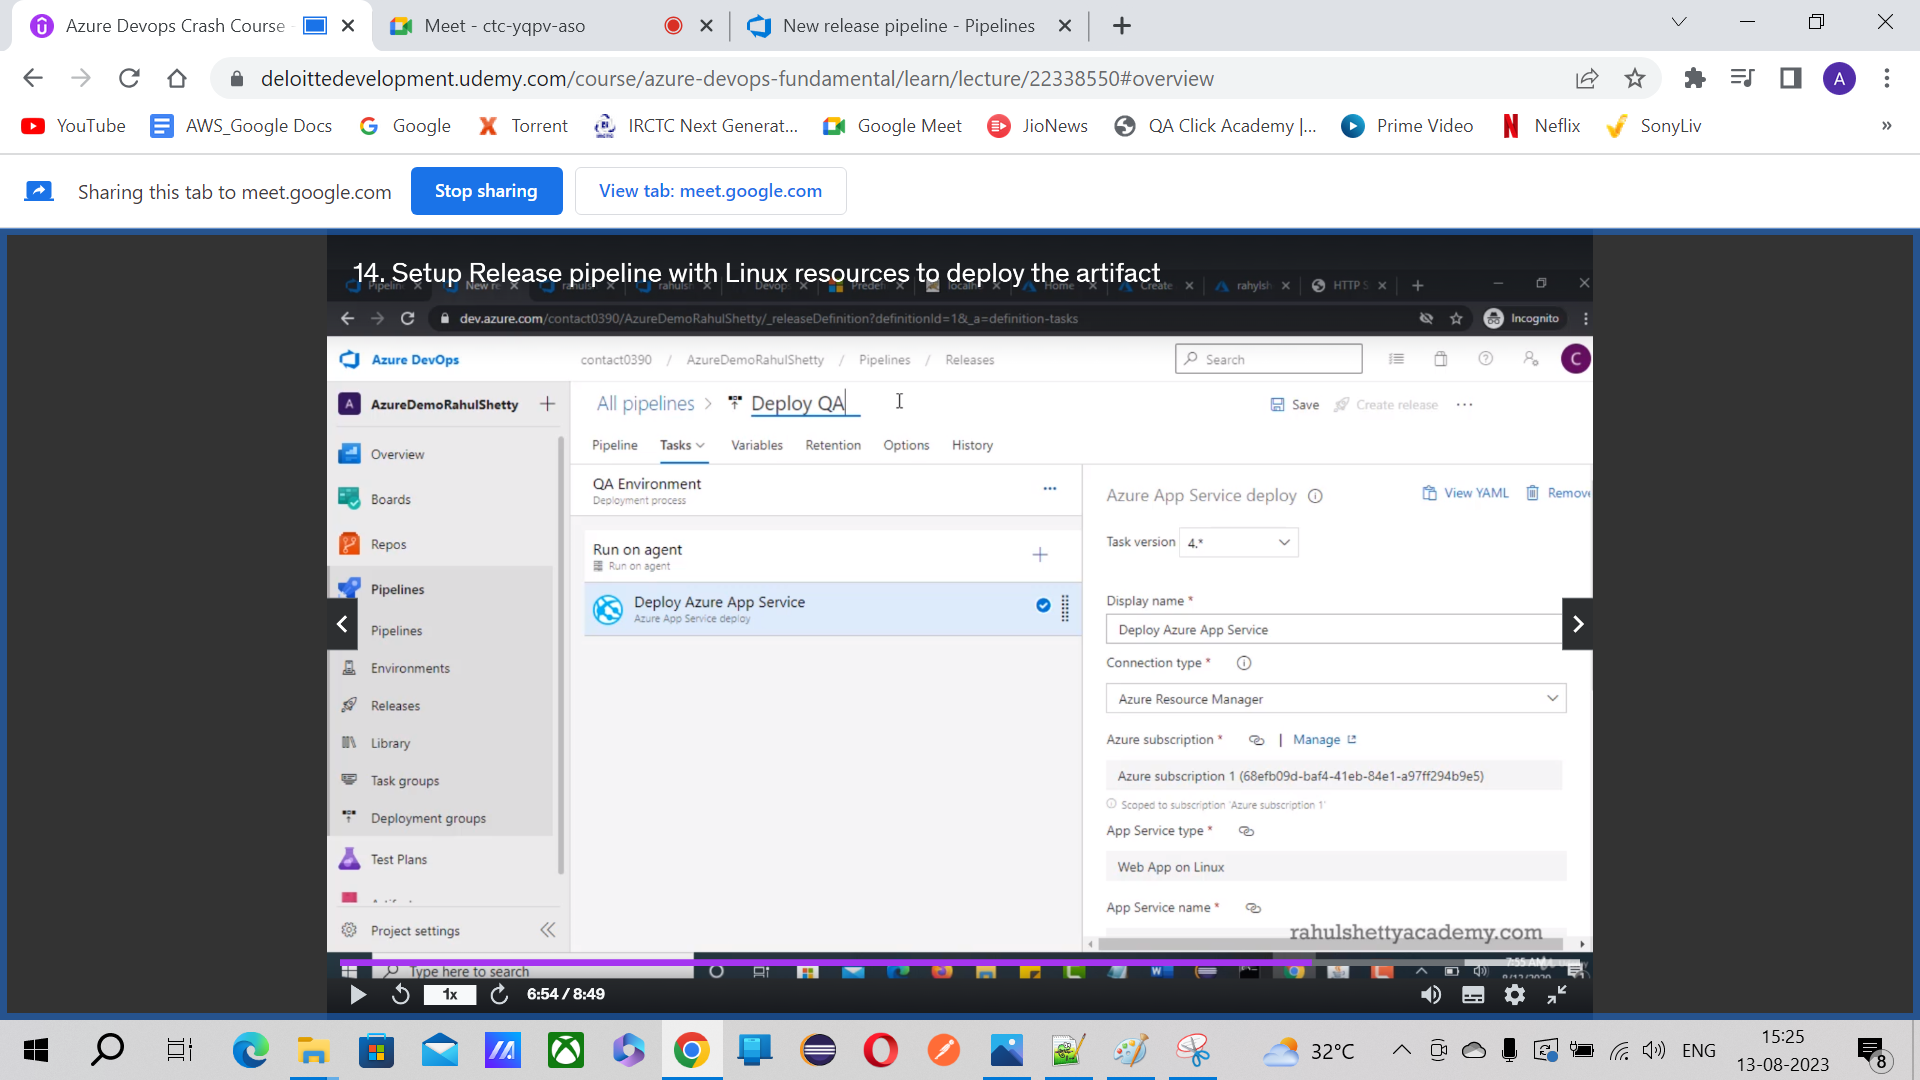 Azure Devops Crash Course
Meet - ctc-yqpv-aso
New release pipeline - Pipelines
deloittedevelopment.udemy.com/course/azure-devops-fundamental/learn/lecture/22338550#overview
A
YouTube
AWS_Google Docs
Google
Torrent
IRCTC Next Generat...
Google Meet
JioNews
QA Click Academy |...
Prime Video
Neflix
SonyLiv
»
Sharing this tab to meet.google.com
Stop sharing
View tab: meet.google.com
14. Setup Release pipeline with Linux resources to deploy the artifact
dev.azure.com/contact0390/AzureDemoRahulShetty/_releaseDefinition?definitionId=1&_a=definition-tasks
Incognito
Azure DevOps
contact0390 / AzureDemoRahulShetty / Pipelines / Releases
Search
C
A
AzureDemoRahulShetty
All pipelines > Deploy QA
Save
Create release
Pipeline
Tasks
Variables
Retention
Options
History
Overview
Boards
Repos
Pipelines
Pipelines
Environments
Releases
Library
Task groups
Deployment groups
Test Plans
Project settings
QA Environment
Deployment process
Run on agent
Run on agent
Deploy Azure App Service
Azure App Service deploy
Azure App Service deploy
View YAML
Remov
Task version 4.*
Display name *
Deploy Azure App Service
Connection type *
Azure Resource Manager
Azure subscription * | Manage
Azure subscription 1 (68efb09d-baf4-41eb-84e1-a97ff294b9e5)
Scoped to subscription 'Azure subscription 1'
App Service type *
Web App on Linux
App Service name *
rahulshettyacademy.com
Type here to search
7:55 AM
1x
6:54 / 8:49
32°C
ENG
15:25
13-08-2023
8